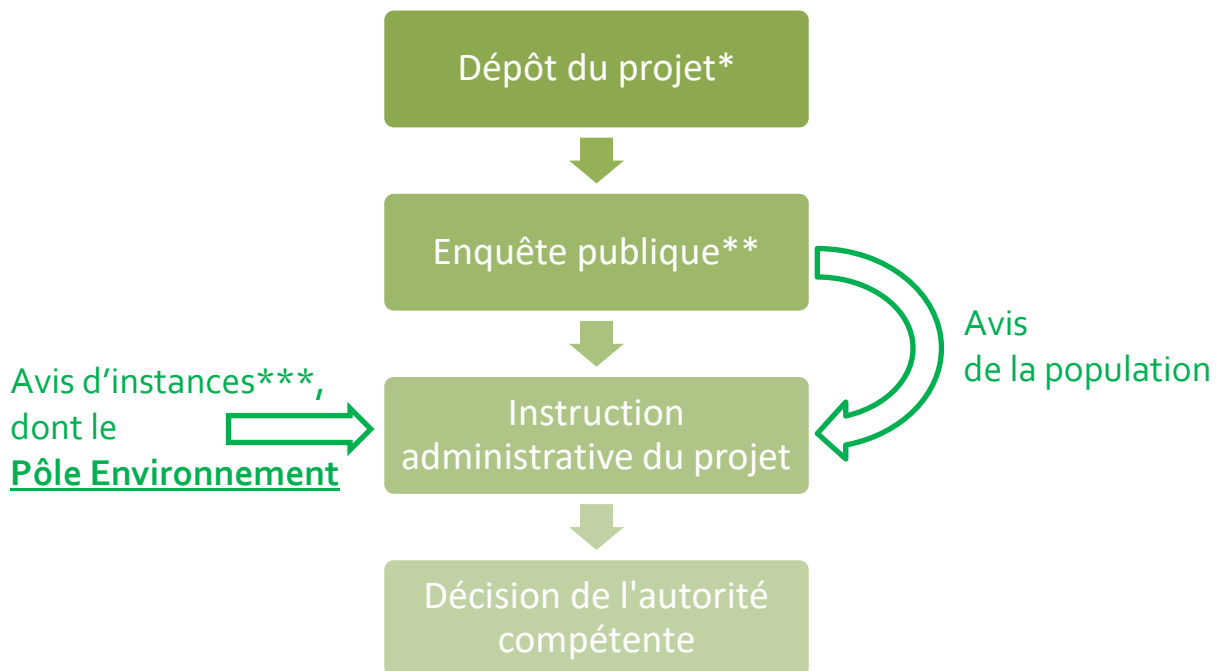 Dépôt du projet*
Enquête publique**
Avis
de la population
Avis d’instances***,
dont le
Pôle Environnement
Instruction
administrative du projet
Décision de l'autorité
compétente